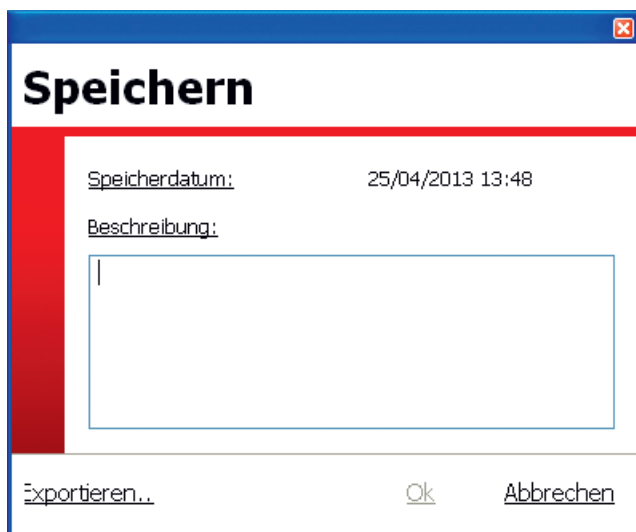 Speichern
Speicherdatum: 25/04/2013 13:48
Beschreibung:
Exportieren.. Ok Abbrechen